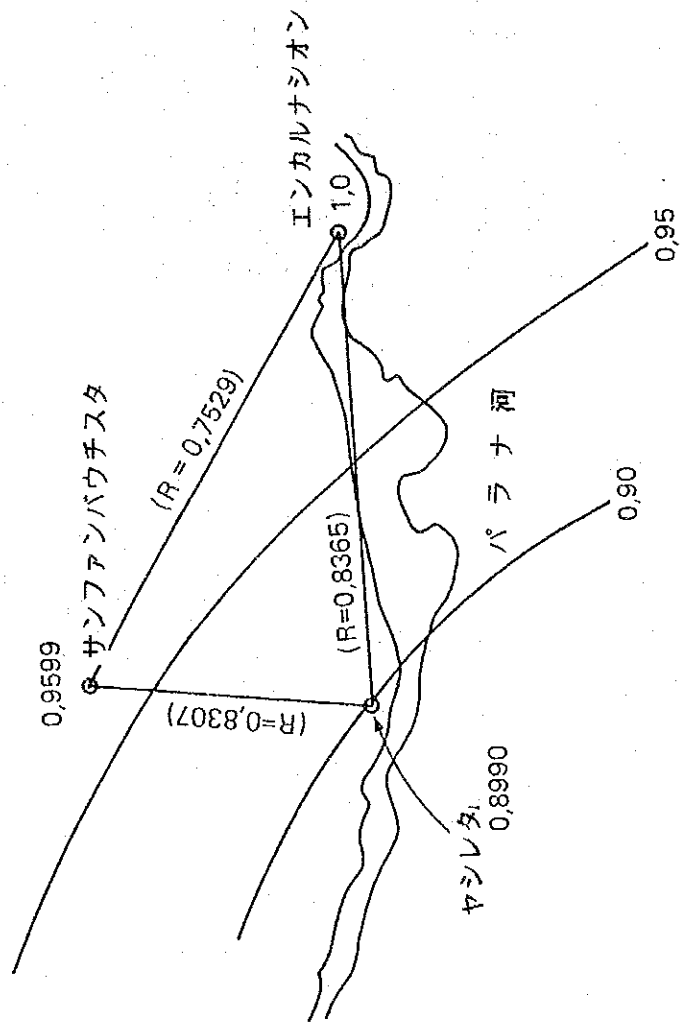 0,9599
サンファンバウチスタ
(R=0,7529)
エンカルナシオン
1,0
(R=0,8307)
(R=0,8365)
ヤシレタ
0,8990
パラナ河
0,90
0,95